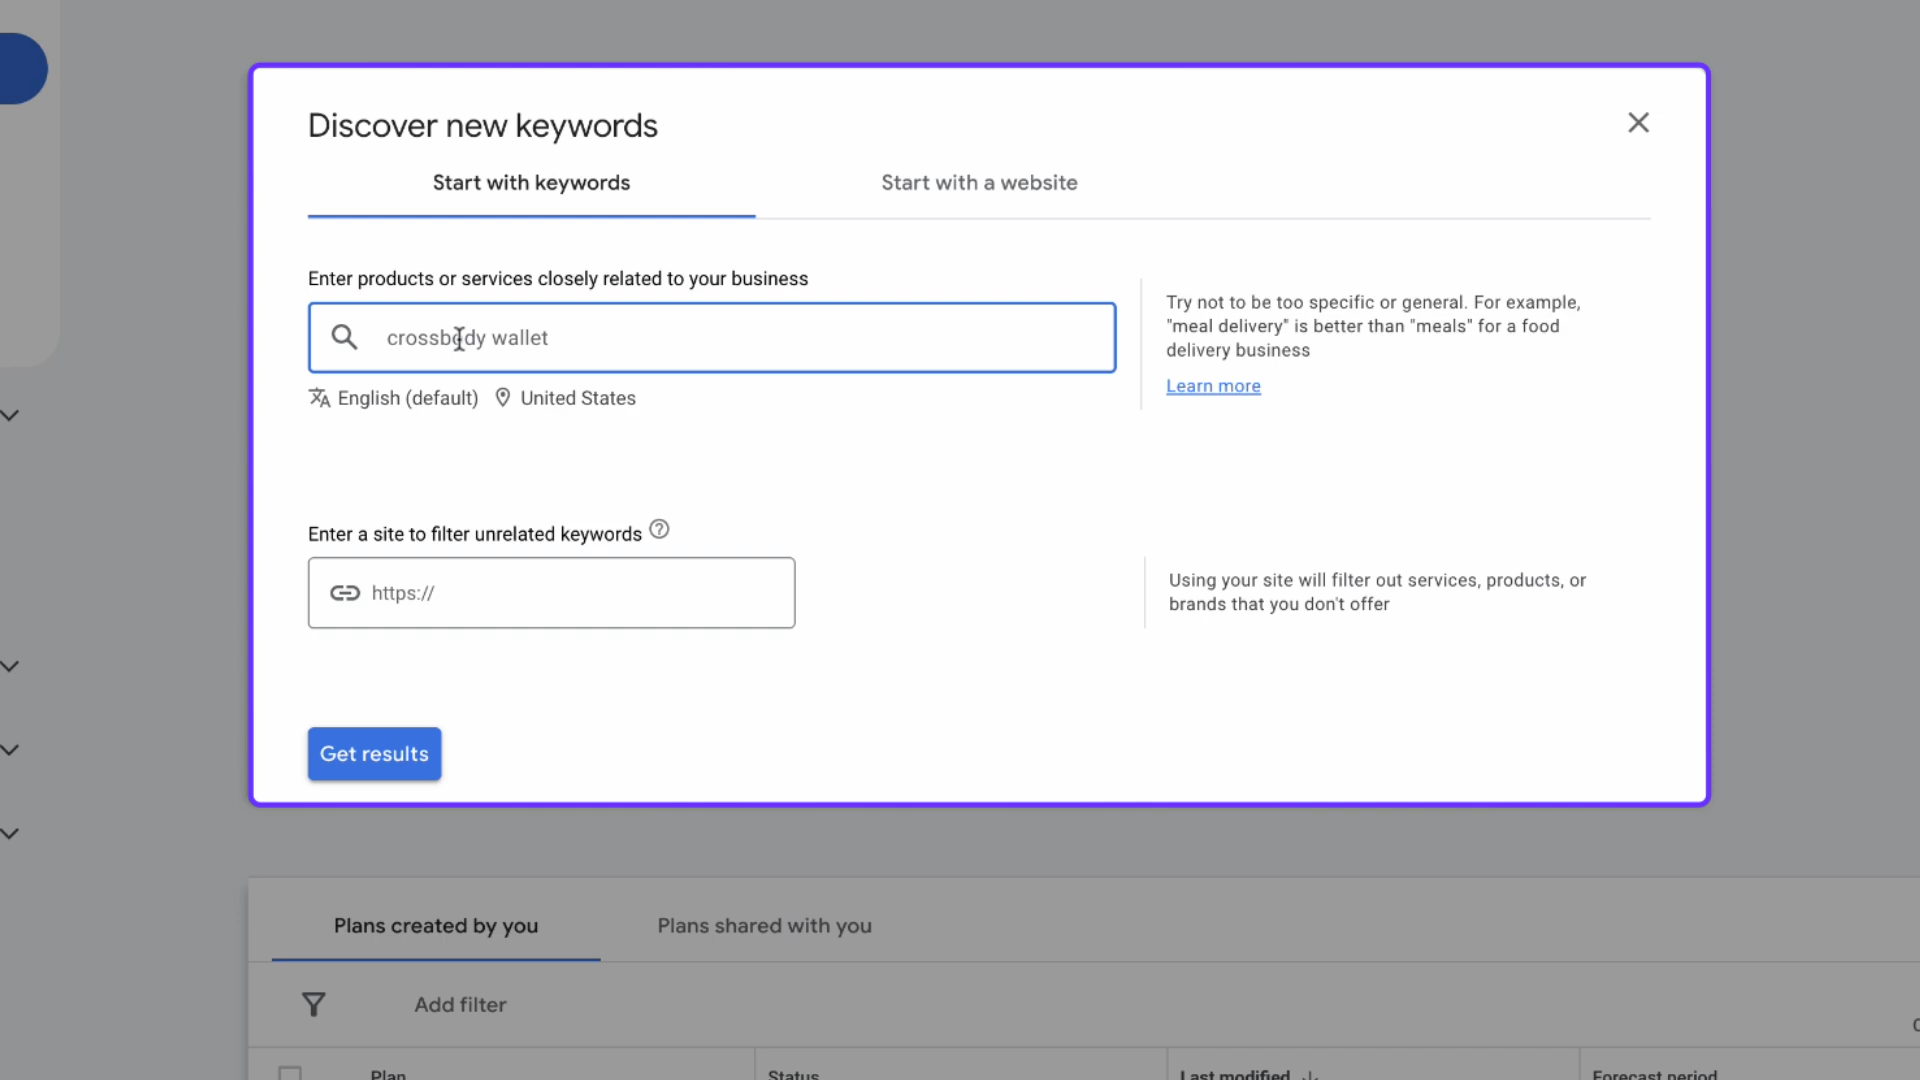 Discover new keywords
Start with keywords
Start with a website
Enter products or services closely related to your business
crossbody wallet
English (default)
United States
Try not to be too specific or general. For example,
"meal delivery" is better than "meals" for a food
delivery business
Learn more
Enter a site to filter unrelated keywords
https://
Using your site will filter out services, products, or
brands that you don't offer
Get results
Plans created by you
Plans shared with you
Add filter
Plan
Status
Last modified
Forecast period